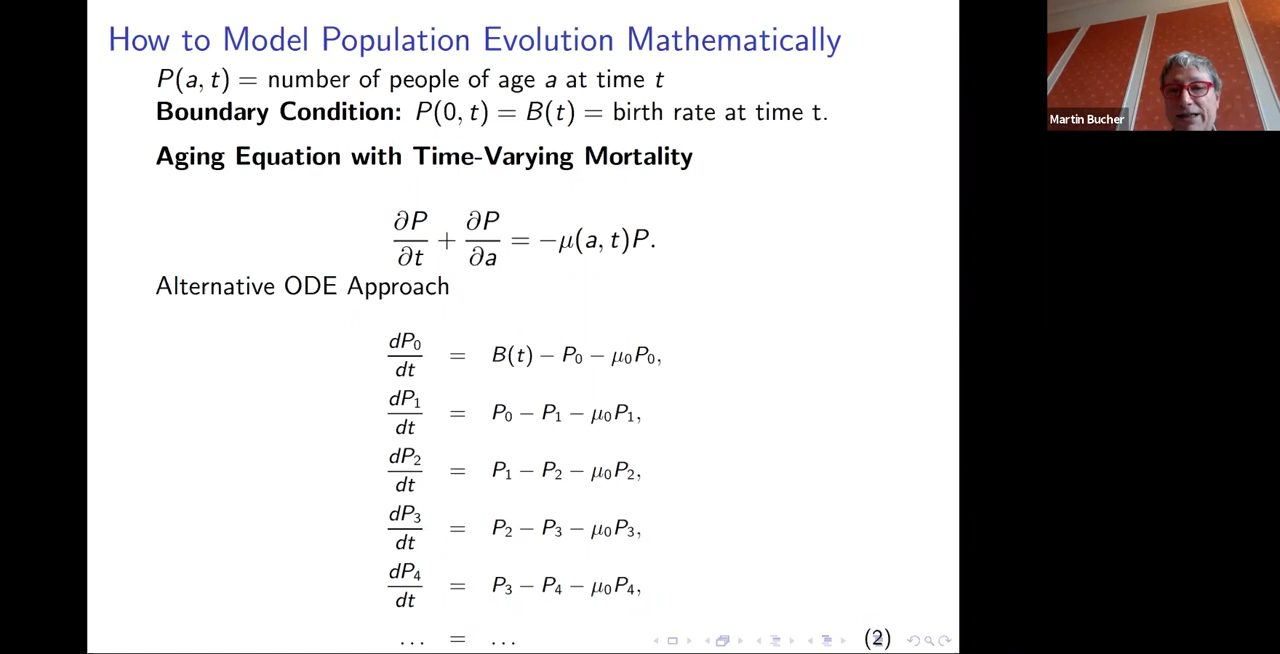 How to Model Population Evolution Mathematically
P(a, t) = number of people of age a at time t
Boundary Condition: P(0, t) = B(t) = birth rate at time t.
Aging Equation with Time-Varying Mortality
∂P/∂t + ∂P/∂a = −μ(a, t)P.
Alternative ODE Approach
dP₀/dt = B(t) − P₀ − μ₀P₀,
dP₁/dt = P₀ − P₁ − μ₀P₁,
dP₂/dt = P₁ − P₂ − μ₀P₂,
dP₃/dt = P₂ − P₃ − μ₀P₃,
dP₄/dt = P₃ − P₄ − μ₀P₄,
... = ...
(2)
Martin Bucher